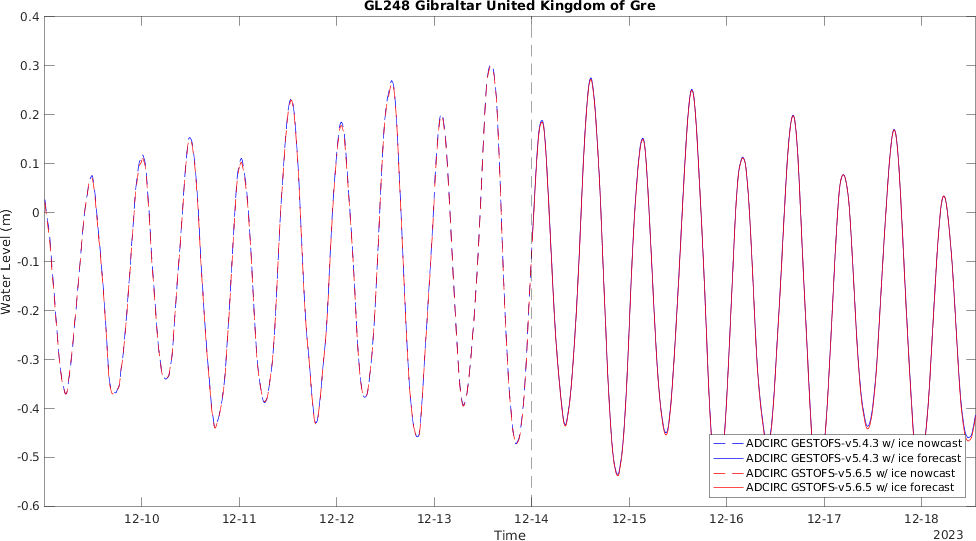 GL248 Gibraltar United Kingdom of Gre
0.4
0.3
0.2
0.1
0
-0.1
-0.2
-0.3
-0.4
-0.5
-0.6
Water Level (m)
ADCIRC GESTOFS-v5.4.3 w/ ice nowcast
ADCIRC GESTOFS-v5.4.3 w/ ice forecast
ADCIRC GSTOFS-v5.6.5 w/ ice nowcast
ADCIRC GSTOFS-v5.6.5 w/ ice forecast
12-10 12-11 12-12 12-13 12-14 12-15 12-16 12-17 12-18
Time
2023